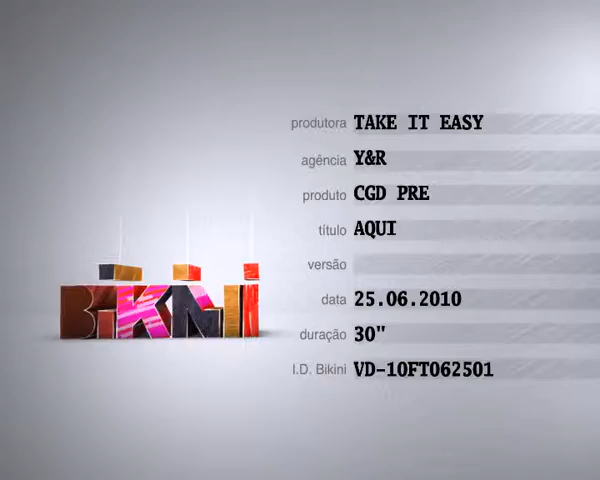 BIKINI
produtora TAKE IT EASY
agência Y&R
produto CGD PRE
título AQUI
versão
data 25.06.2010
duração 30"
I.D. Bikini VD-10FT062501